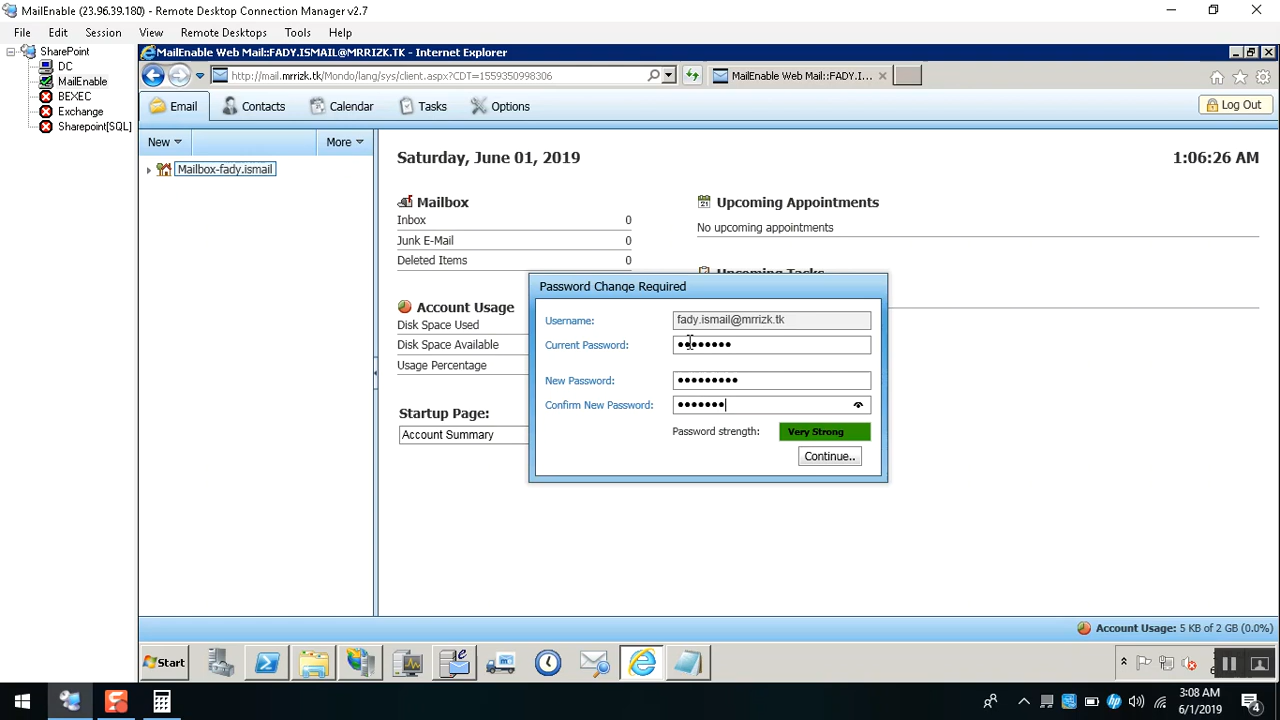 MailEnable (23.96.39.180) - Remote Desktop Connection Manager v2.7
File Edit Session View Remote Desktops Tools Help
SharePoint
DC
MailEnable
BEXEC
Exchange
Sharepoint[SQL]
MailEnable Web Mail::FADY.ISMAIL@MRRIZK.TK - Internet Explorer
http://mail.mrrizk.tk/Mondo/lang/sys/client.aspx?CDT=1559350998306
MailEnable Web Mail::FADY.I...
Email Contacts Calendar Tasks Options Log Out
New More
Mailbox-fady.ismail
Saturday, June 01, 2019 1:06:26 AM
Mailbox
Inbox 0
Junk E-Mail 0
Deleted Items 0
Upcoming Appointments
21
No upcoming appointments
Upcoming Tasks
Account Usage
Disk Space Used
Disk Space Available
Usage Percentage
Startup Page:
Account Summary
Password Change Required
Username: fady.ismail@mrrizk.tk
Current Password: ••••••••
New Password: •••••••••
Confirm New Password: •••••••
Password strength: Very Strong
Continue..
Account Usage: 5 KB of 2 GB (0.0%)
Start
3:08 AM
6/1/2019
4